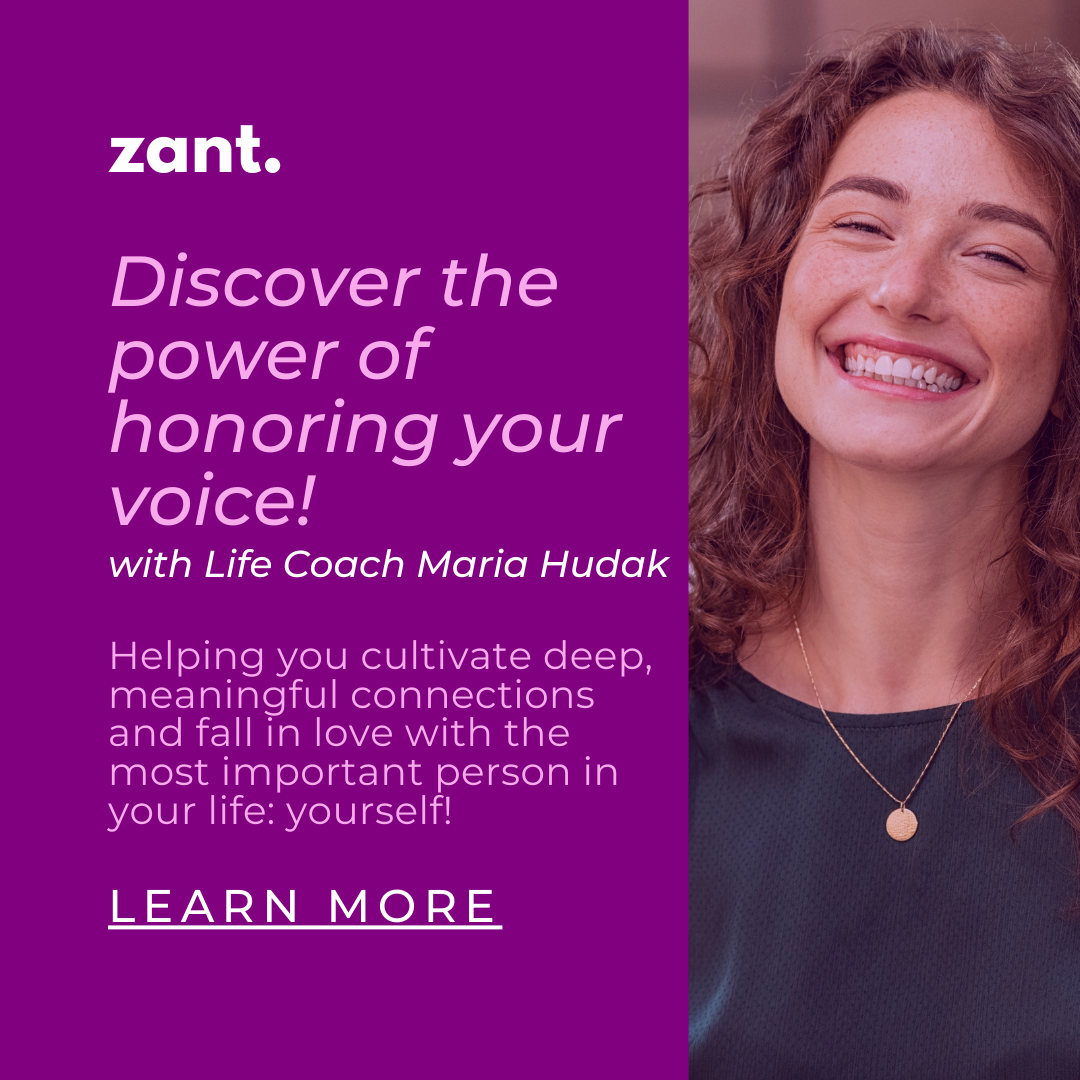 zant.
Discover the
power of
honoring your
voice!
with Life Coach Maria Hudak
Helping you cultivate deep,
meaningful connections
and fall in love with the
most important person in
your life: yourself!
LEARN MORE